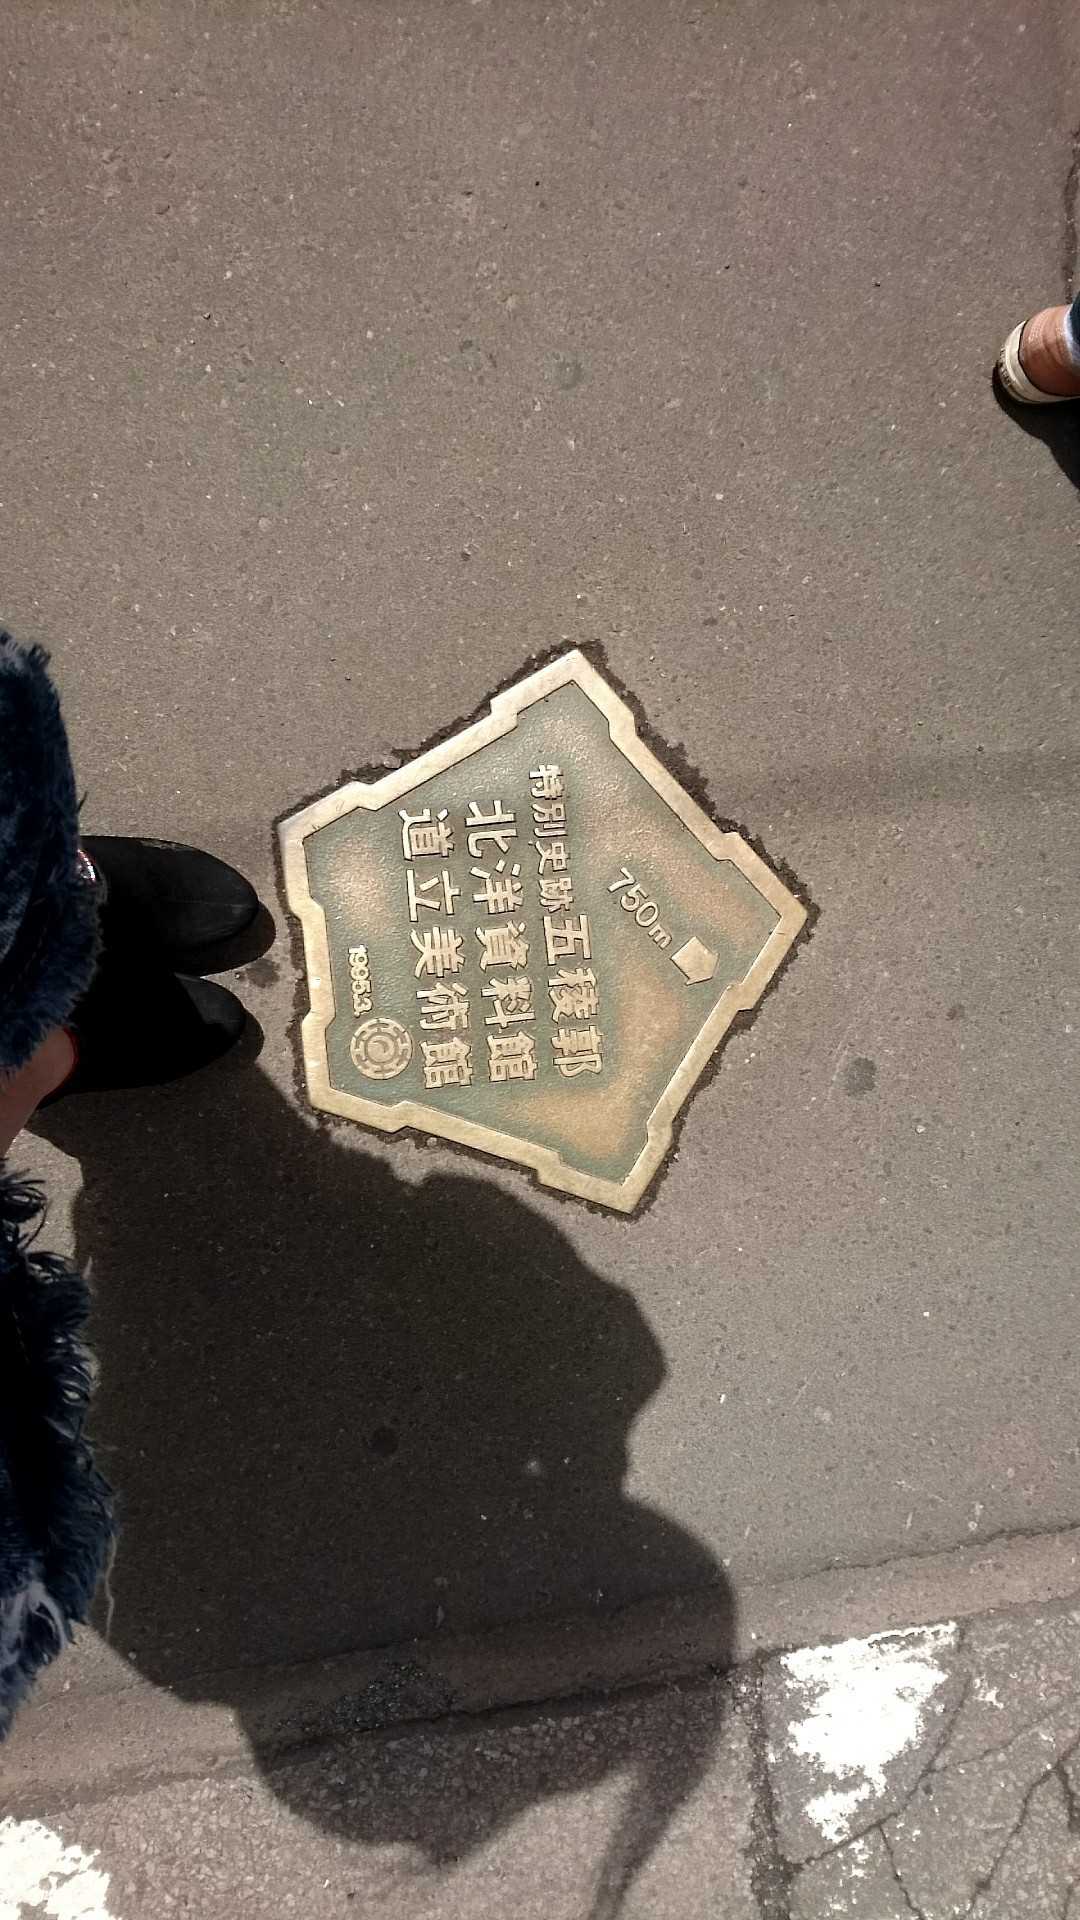 750m
特別史跡五稜郭
北洋資料館
道立美術館
1995.3.